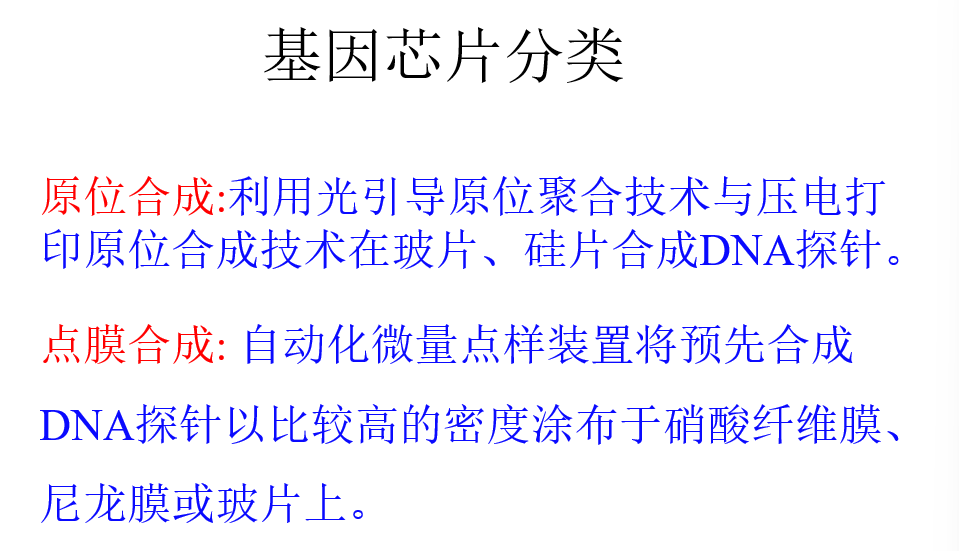 基因芯片分类
原位合成:利用光引导原位聚合技术与压电打
印原位合成技术在玻片、硅片合成DNA探针。
点膜合成: 自动化微量点样装置将预先合成
DNA探针以比较高的密度涂布于硝酸纤维膜、
尼龙膜或玻片上。